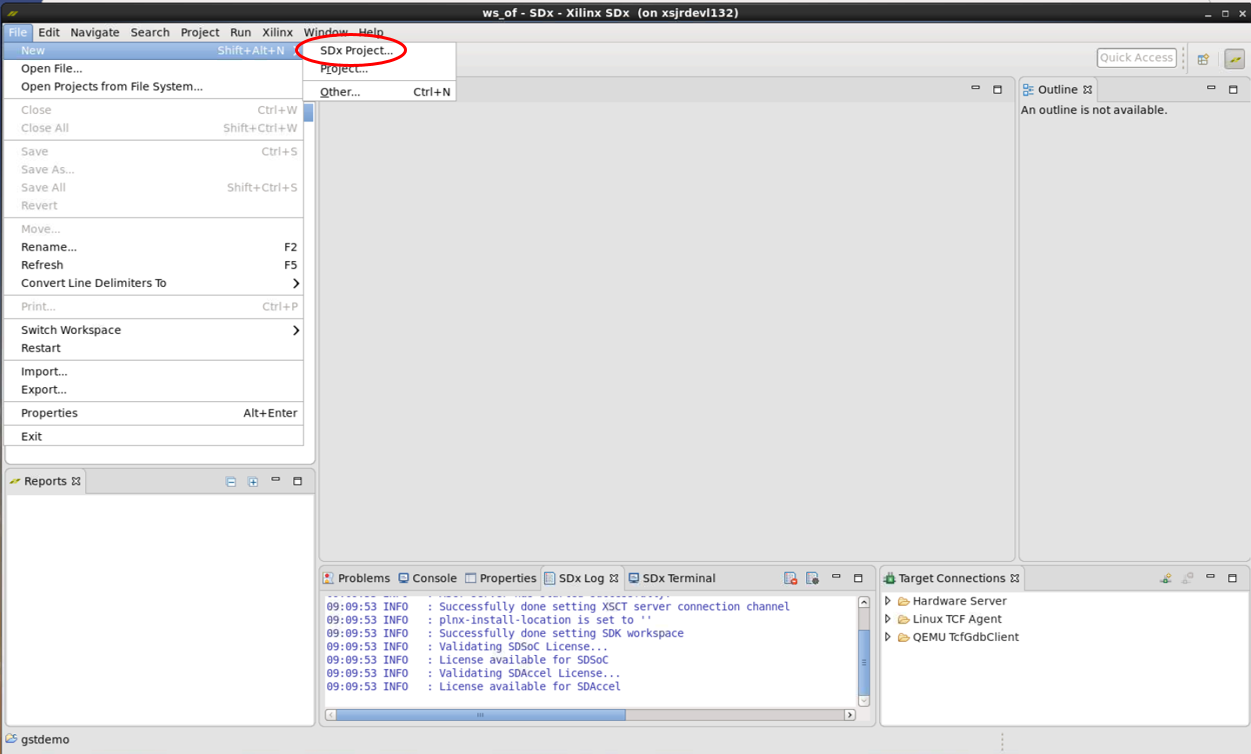 ws_of - SDx - Xilinx SDx (on xsjrdevl132)
File Edit Navigate Search Project Run Xilinx Window Help
New Shift+Alt+N
SDx Project...
Project...
Other... Ctrl+N
Open File...
Open Projects from File System...
Close Ctrl+W
Close All Shift+Ctrl+W
Save Ctrl+S
Save As...
Save All Shift+Ctrl+S
Revert
Move...
Rename... F2
Refresh F5
Convert Line Delimiters To
Print... Ctrl+P
Switch Workspace
Restart
Import...
Export...
Properties Alt+Enter
Exit
Quick Access
Outline
An outline is not available.
Reports
Problems Console Properties SDx Log SDx Terminal
09:09:53 INFO : Successfully done setting XSCT server connection channel
09:09:53 INFO : plnx-install-location is set to ''
09:09:53 INFO : Successfully done setting SDK workspace
09:09:53 INFO : Validating SDSoC License...
09:09:53 INFO : License available for SDSoC
09:09:53 INFO : Validating SDAccel License...
09:09:53 INFO : License available for SDAccel
Target Connections
Hardware Server
Linux TCF Agent
QEMU TcfGdbClient
gstdemo